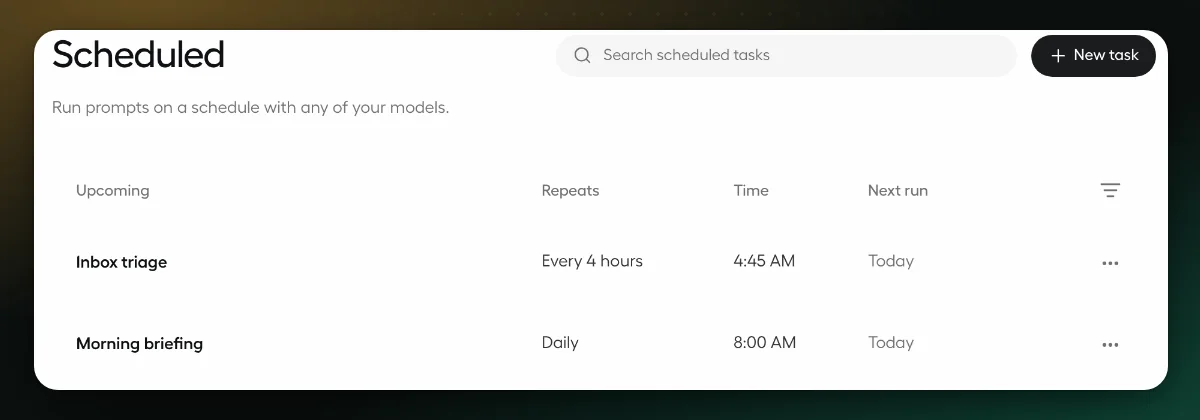 Scheduled
Search scheduled tasks
New task
Run prompts on a schedule with any of your models.
Upcoming Repeats Time Next run
Inbox triage Every 4 hours 4:45 AM Today
Morning briefing Daily 8:00 AM Today